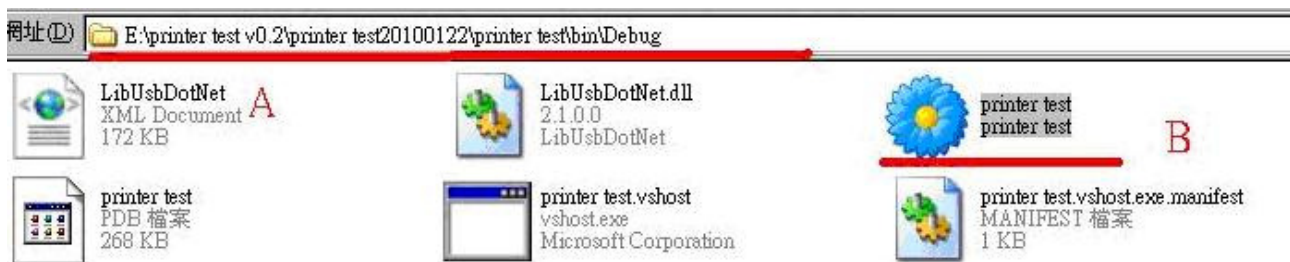 網址(D) E:\printer test v0.2\printer test20100122\printer test\bin\Debug
LibUsbDotNet
XML Document A
172 KB
LibUsbDotNet.dll
2.1.0.0
LibUsbDotNet
printer test
printer test
B
printer test
PDB 檔案
268 KB
printer test.vshost
vshost.exe
Microsoft Corporation
printer test.vshost.exe.manifest
MANIFEST 檔案
1 KB